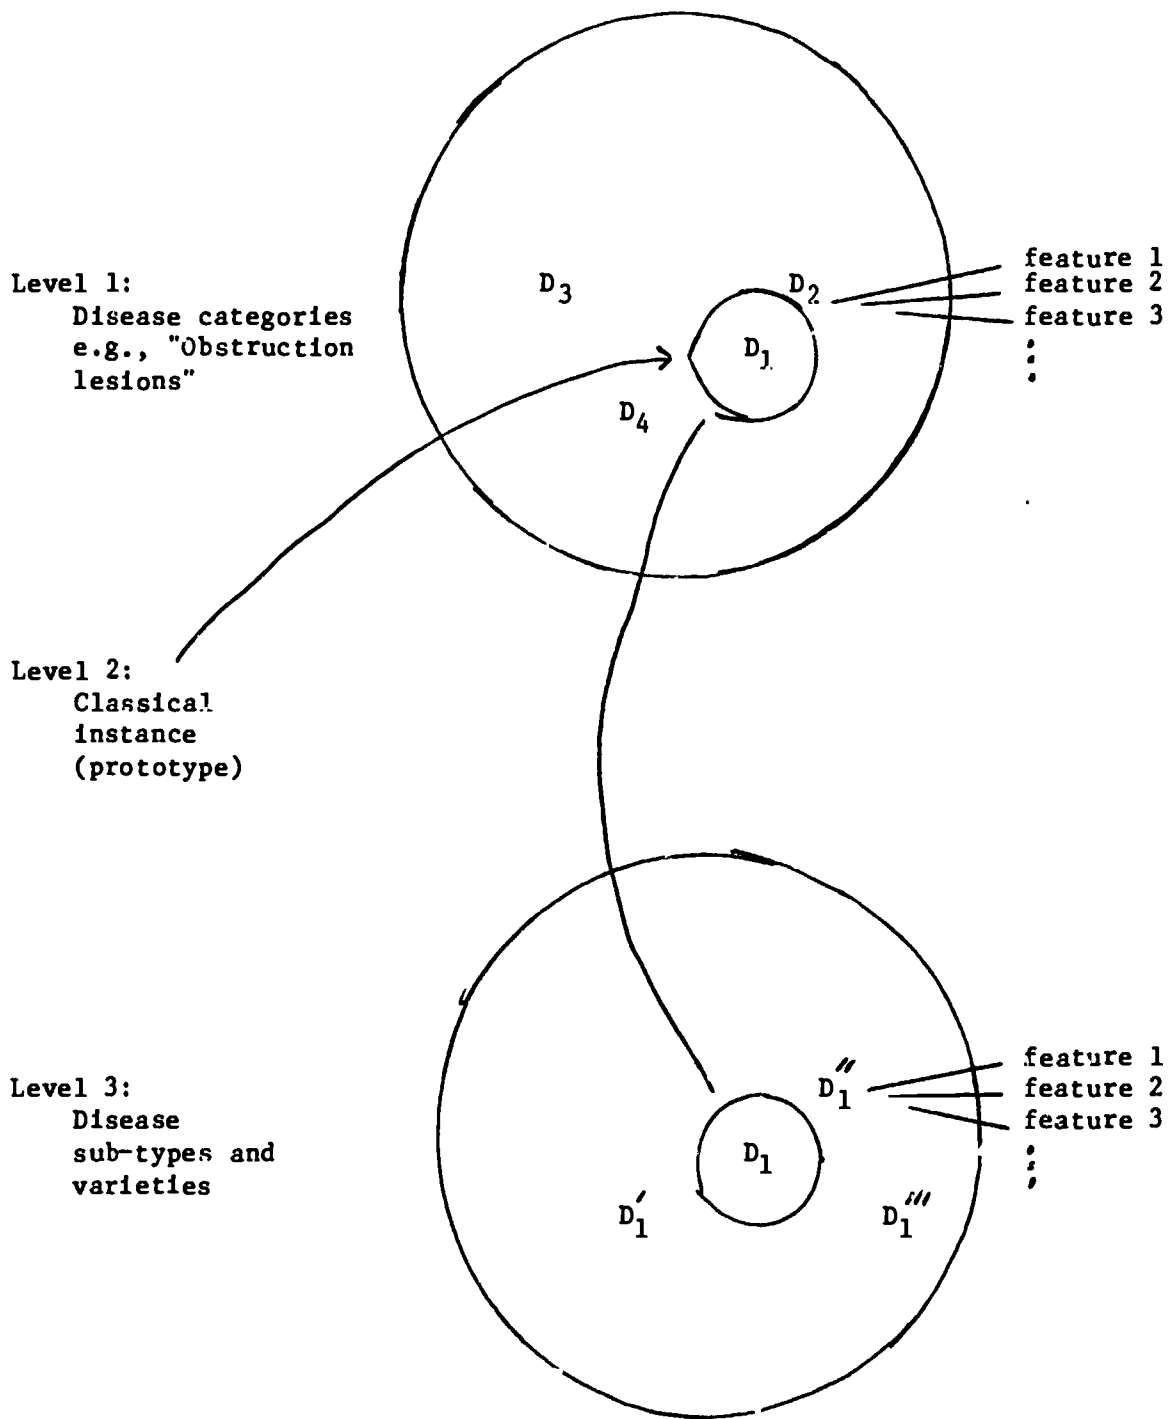 Level 1:
Disease categories
e.g., "Obstruction
lesions"
D3
D2
D1
D4
feature 1
feature 2
feature 3
Level 2:
Classical
instance
(prototype)
Level 3:
Disease
sub-types and
varieties
D1''
D1
D1'
D1'''
feature 1
feature 2
feature 3